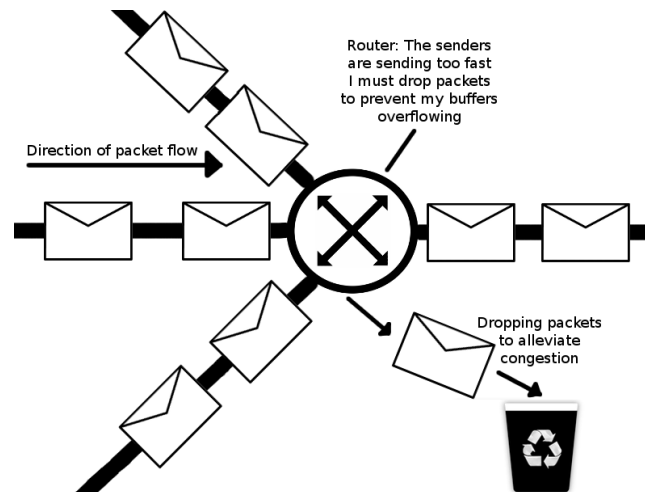 Router: The senders
are sending too fast
I must drop packets
to prevent my buffers
overflowing
Direction of packet flow
Dropping packets
to alleviate
congestion